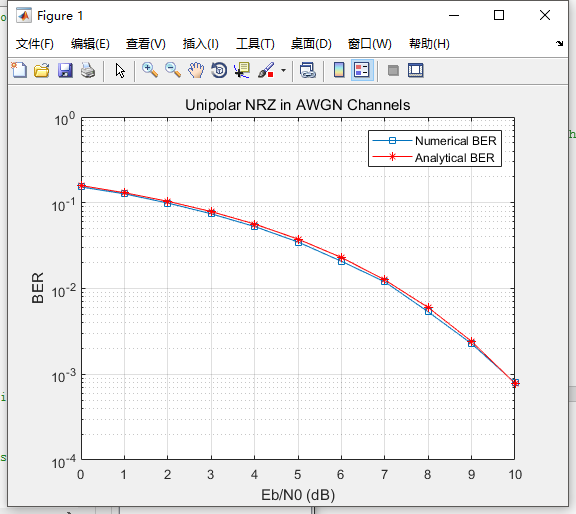 Figure 1
文件(F) 编辑(E) 查看(V) 插入(I) 工具(T) 桌面(D) 窗口(W) 帮助(H)
Unipolar NRZ in AWGN Channels
Numerical BER
Analytical BER
10^0
10^-1
10^-2
10^-3
10^-4
BER
0 1 2 3 4 5 6 7 8 9 10
Eb/N0 (dB)